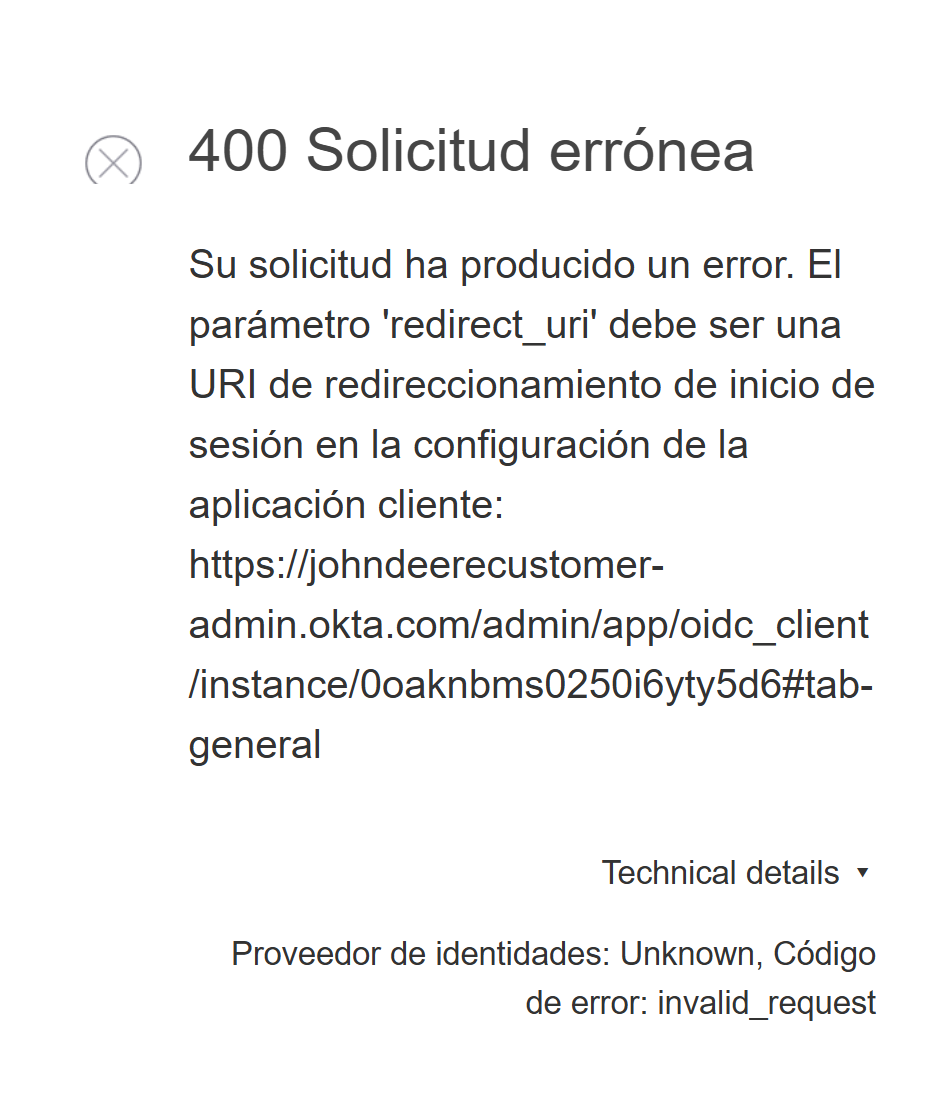 400 Solicitud errónea
Su solicitud ha producido un error. El
parámetro 'redirect_uri' debe ser una
URI de redireccionamiento de inicio de
sesión en la configuración de la
aplicación cliente:
https://johndeerecustomer-
admin.okta.com/admin/app/oidc_client
/instance/0oaknbms0250i6yty5d6#tab-
general
Technical details ▼
Proveedor de identidades: Unknown, Código
de error: invalid_request